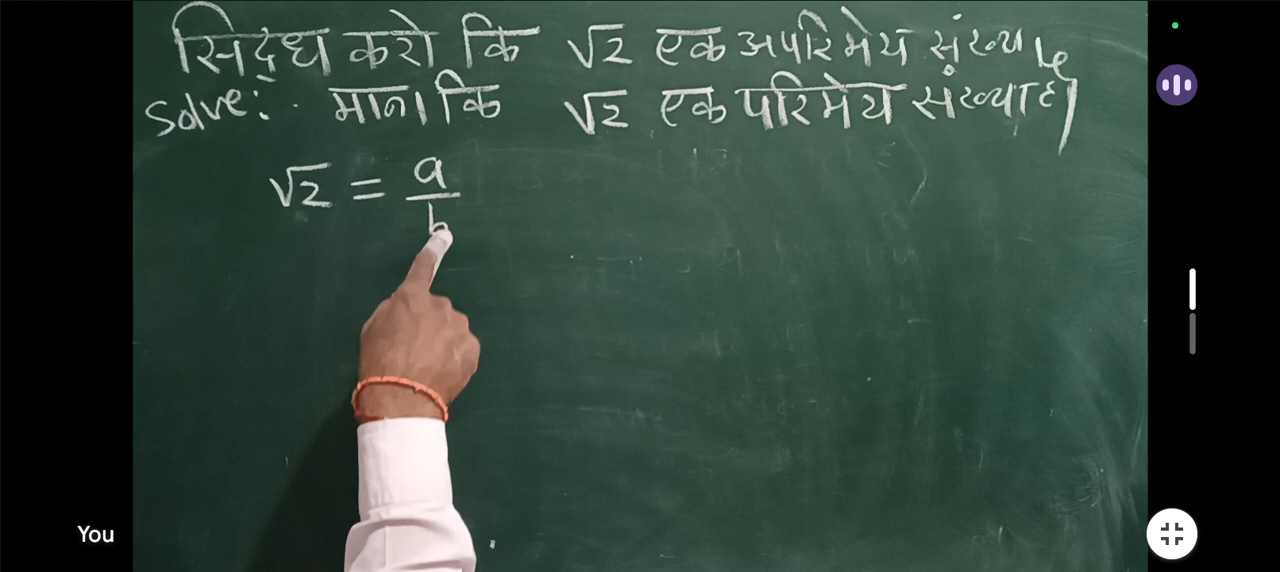 सिद्ध करो कि √2 एक अपरिमेय संख्या है
Solve: माना कि √2 एक परिमेय संख्या है।
√2 = a/b
You